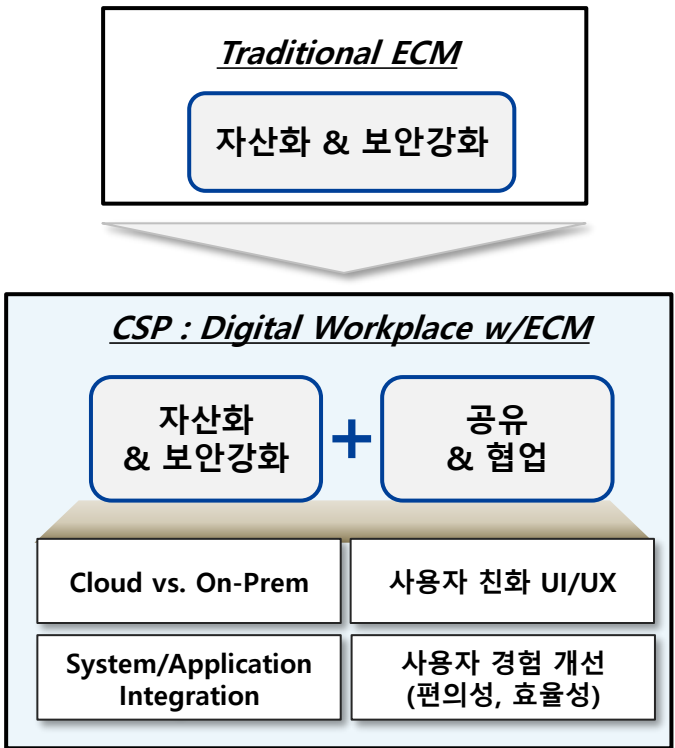 Traditional ECM
자산화 & 보안강화
CSP : Digital Workplace w/ECM
자산화
& 보안강화
+
공유
& 협업
Cloud vs. On-Prem
사용자 친화 UI/UX
System/Application
Integration
사용자 경험 개선
(편의성, 효율성)